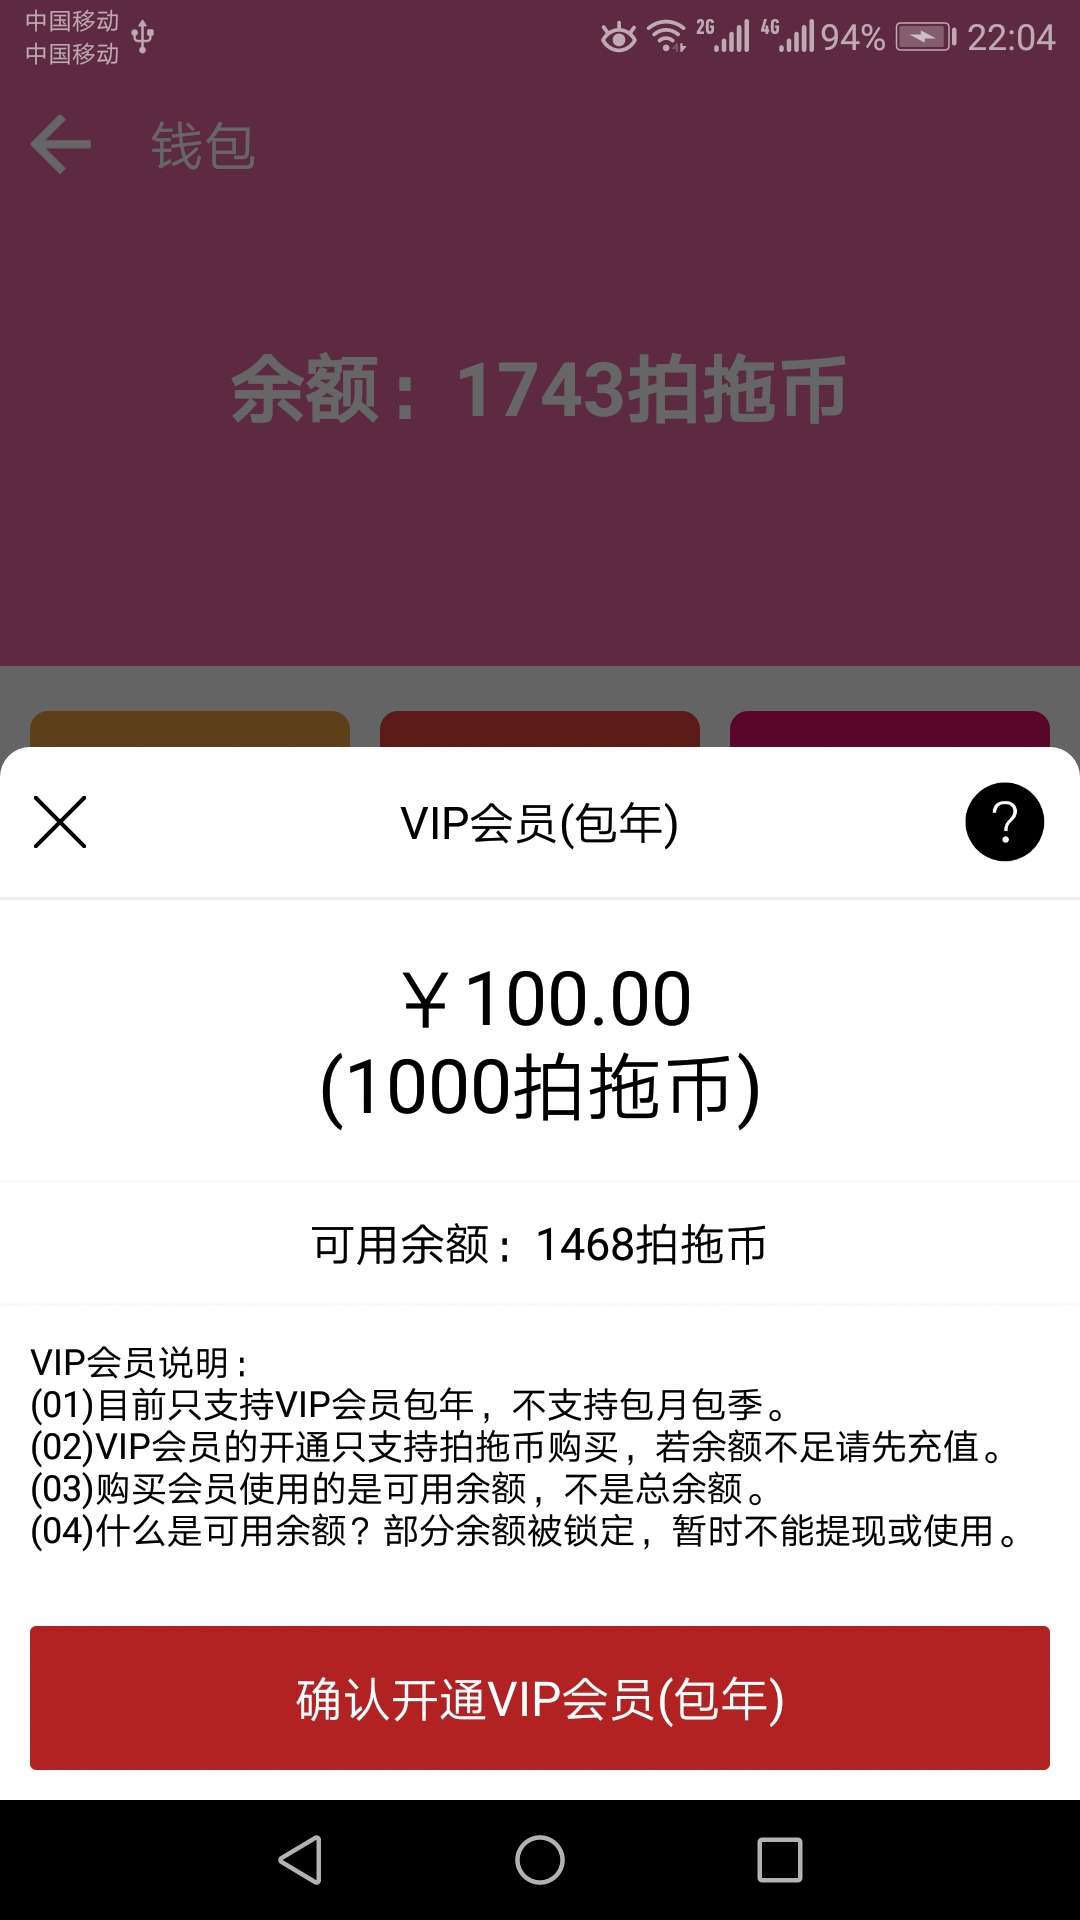 中国移动
中国移动
2G
4G
94%
22:04
钱包
余额：1743拍拖币
VIP会员(包年)
?
￥100.00
(1000拍拖币)
可用余额：1468拍拖币
VIP会员说明：
(01)目前只支持VIP会员包年，不支持包月包季。
(02)VIP会员的开通只支持拍拖币购买，若余额不足请先充值。
(03)购买会员使用的是可用余额，不是总余额。
(04)什么是可用余额？部分余额被锁定，暂时不能提现或使用。
确认开通VIP会员(包年)